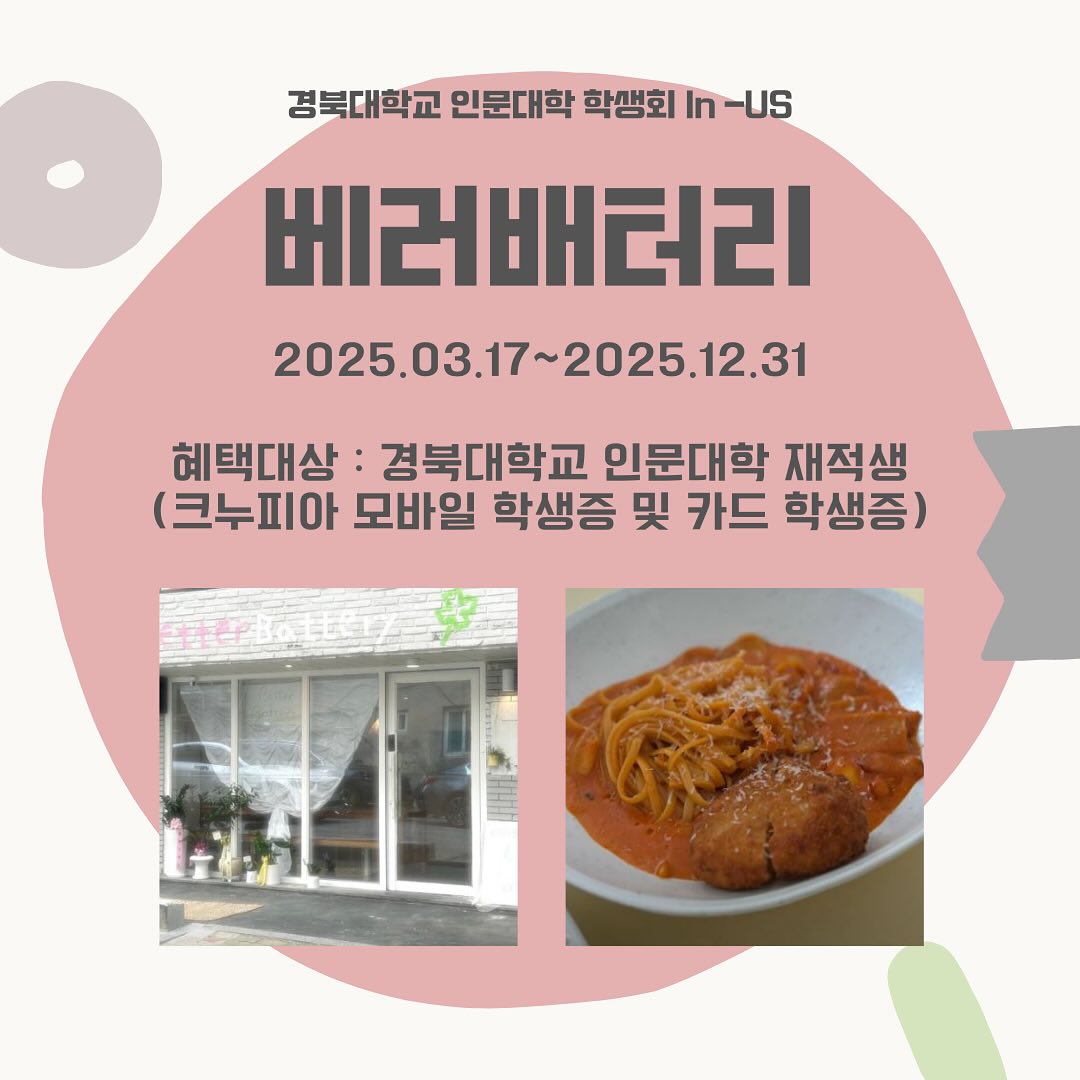 경북대학교 인문대학 학생회 In -US
베러배터리
2025.03.17~2025.12.31
혜택대상 : 경북대학교 인문대학 재적생
(크누피아 모바일 학생증 및 카드 학생증)
etter Battery